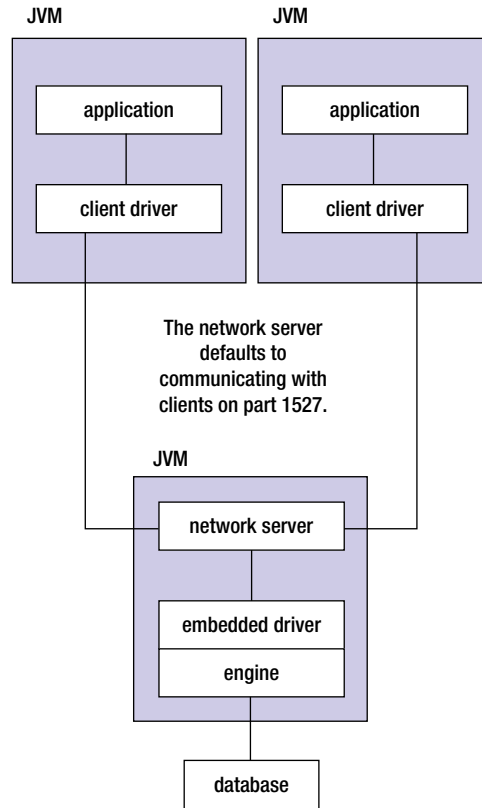 JVM
JVM
application
application
client driver
client driver
The network server
defaults to
communicating with
clients on part 1527.
JVM
network server
embedded driver
engine
database